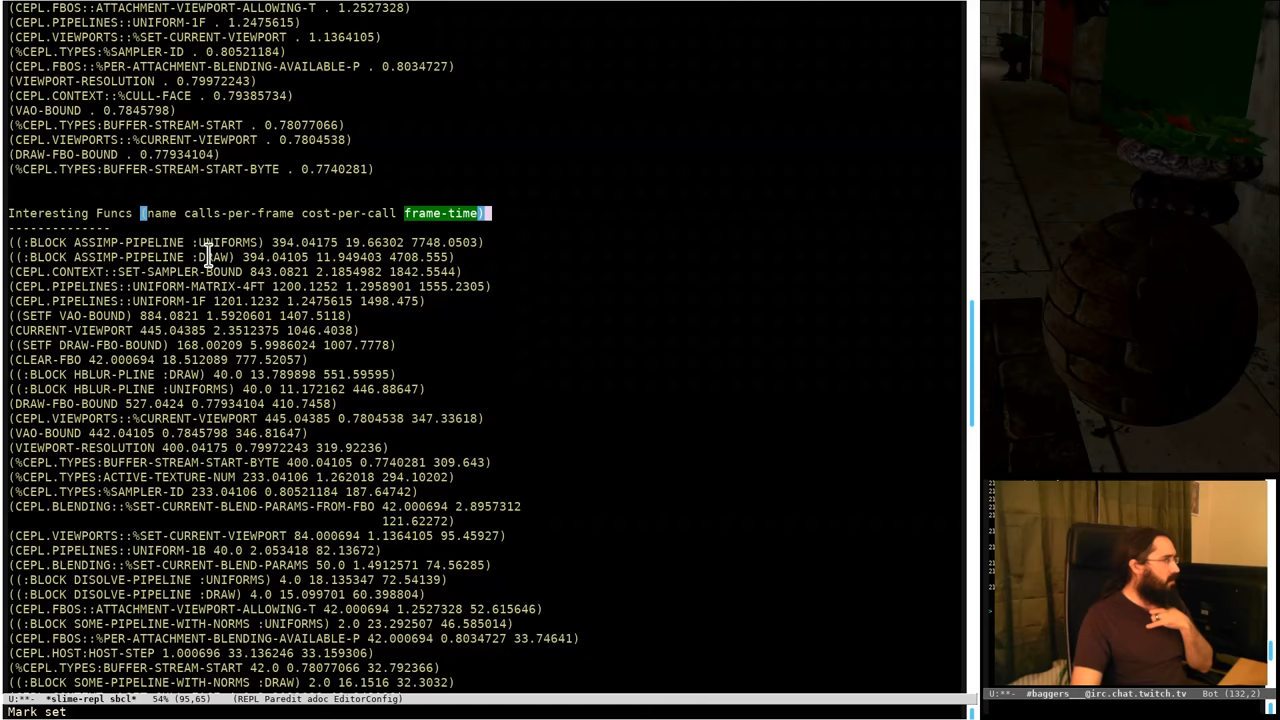 (CEPL.FBOS::ATTACHMENT-VIEWPORT-ALLOWING-T . 1.2527328)
(CEPL.PIPELINES::UNIFORM-1F . 1.2475615)
(CEPL.VIEWPORTS::%SET-CURRENT-VIEWPORT . 1.1364105)
(%CEPL.TYPES:%SAMPLER-ID . 0.80521184)
(CEPL.FBOS::%PER-ATTACHMENT-BLENDING-AVAILABLE-P . 0.8034727)
(VIEWPORT-RESOLUTION . 0.79972243)
(CEPL.CONTEXT::%CULL-FACE . 0.79385734)
(VAO-BOUND . 0.7845798)
(%CEPL.TYPES:BUFFER-STREAM-START . 0.78077066)
(CEPL.VIEWPORTS::%CURRENT-VIEWPORT . 0.7804538)
(DRAW-FBO-BOUND . 0.77934104)
(%CEPL.TYPES:BUFFER-STREAM-START-BYTE . 0.7740281)
Interesting Funcs (name calls-per-frame cost-per-call frame-time)
--------------
((:BLOCK ASSIMP-PIPELINE :UNIFORMS) 394.04175 19.66302 7748.0503)
((:BLOCK ASSIMP-PIPELINE :DRAW) 394.04105 11.949403 4708.555)
(CEPL.CONTEXT::SET-SAMPLER-BOUND 843.0821 2.1854982 1842.5544)
(CEPL.PIPELINES::UNIFORM-MATRIX-4FT 1200.1252 1.2958901 1555.2305)
(CEPL.PIPELINES::UNIFORM-1F 1201.1232 1.2475615 1498.475)
((SETF VAO-BOUND) 884.0821 1.5920601 1407.5118)
(CURRENT-VIEWPORT 445.04385 2.3512375 1046.4038)
((SETF DRAW-FBO-BOUND) 168.00209 5.9986024 1007.7778)
(CLEAR-FBO 42.000694 18.512089 777.52057)
((:BLOCK HBLUR-PLINE :DRAW) 40.0 13.789898 551.59595)
((:BLOCK HBLUR-PLINE :UNIFORMS) 40.0 11.172162 446.88647)
(DRAW-FBO-BOUND 527.0424 0.77934104 410.7458)
(CEPL.VIEWPORTS::%CURRENT-VIEWPORT 445.04385 0.7804538 347.33618)
(VAO-BOUND 442.04105 0.7845798 346.81647)
(VIEWPORT-RESOLUTION 400.04175 0.79972243 319.92236)
(%CEPL.TYPES:BUFFER-STREAM-START-BYTE 400.04105 0.7740281 309.643)
(%CEPL.TYPES:ACTIVE-TEXTURE-NUM 233.04106 1.262018 294.10202)
(%CEPL.TYPES:%SAMPLER-ID 233.04106 0.80521184 187.64742)
(CEPL.BLENDING::%SET-CURRENT-BLEND-PARAMS-FROM-FBO 42.000694 2.8957312
121.62272)
(CEPL.VIEWPORTS::%SET-CURRENT-VIEWPORT 84.000694 1.1364105 95.45927)
(CEPL.PIPELINES::UNIFORM-1B 40.0 2.053418 82.13672)
(CEPL.BLENDING::%SET-CURRENT-BLEND-PARAMS 50.0 1.4912571 74.56285)
((:BLOCK DISOLVE-PIPELINE :UNIFORMS) 4.0 18.135347 72.54139)
((:BLOCK DISOLVE-PIPELINE :DRAW) 4.0 15.099701 60.398804)
(CEPL.FBOS::ATTACHMENT-VIEWPORT-ALLOWING-T 42.000694 1.2527328 52.615646)
((:BLOCK SOME-PIPELINE-WITH-NORMS :UNIFORMS) 2.0 23.292507 46.585014)
(CEPL.FBOS::%PER-ATTACHMENT-BLENDING-AVAILABLE-P 42.000694 0.8034727 33.74641)
(CEPL.HOST:HOST-STEP 1.000696 33.136246 33.159306)
(%CEPL.TYPES:BUFFER-STREAM-START 42.0 0.78077066 32.792366)
((:BLOCK SOME-PIPELINE-WITH-NORMS :DRAW) 2.0 16.1516 32.3032)
U:**- *slime-repl sbcl* 54% (95,65) (REPL Paredit adoc EditorConfig)
Mark set
U:**- #baggers___@irc.chat.twitch.tv Bot (132,2)